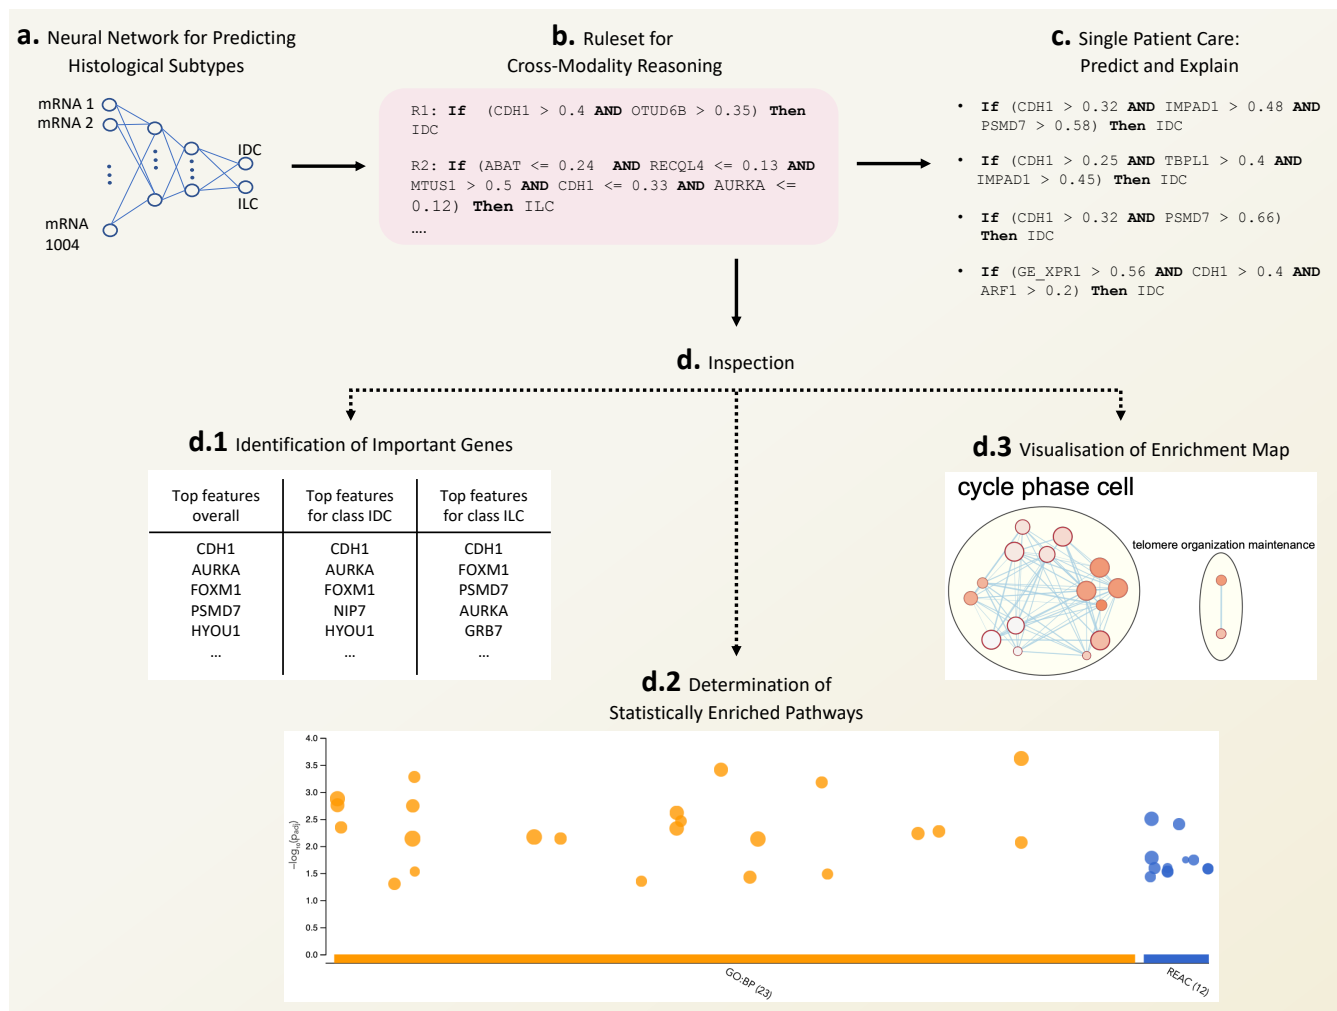 a. Neural Network for Predicting
Histological Subtypes
mRNA 1
mRNA 2
mRNA
1004
IDC
ILC
b. Ruleset for
Cross-Modality Reasoning
R1: If (CDH1 > 0.4 AND OTUD6B > 0.35) Then
IDC
R2: If (ABAT <= 0.24 AND RECQL4 <= 0.13 AND
MTUS1 > 0.5 AND CDH1 <= 0.33 AND AURKA <=
0.12) Then ILC
....
c. Single Patient Care:
Predict and Explain
• If (CDH1 > 0.32 AND IMPAD1 > 0.48 AND
PSMD7 > 0.58) Then IDC
• If (CDH1 > 0.25 AND TBPL1 > 0.4 AND
IMPAD1 > 0.45) Then IDC
• If (CDH1 > 0.32 AND PSMD7 > 0.66)
Then IDC
• If (GE_XPR1 > 0.56 AND CDH1 > 0.4 AND
ARF1 > 0.2) Then IDC
d. Inspection
d.1 Identification of Important Genes
Top features overall
Top features for class IDC
Top features for class ILC
CDH1 CDH1 CDH1
AURKA AURKA FOXM1
FOXM1 FOXM1 PSMD7
PSMD7 NIP7 AURKA
HYOU1 HYOU1 GRB7
... ... ...
d.3 Visualisation of Enrichment Map
cycle phase cell
telomere organization maintenance
d.2 Determination of
Statistically Enriched Pathways
4.0
3.5
3.0
2.5
2.0
1.5
1.0
0.5
0.0
−log₁₀(p_adj)
GO:BP (23)
REAC (12)